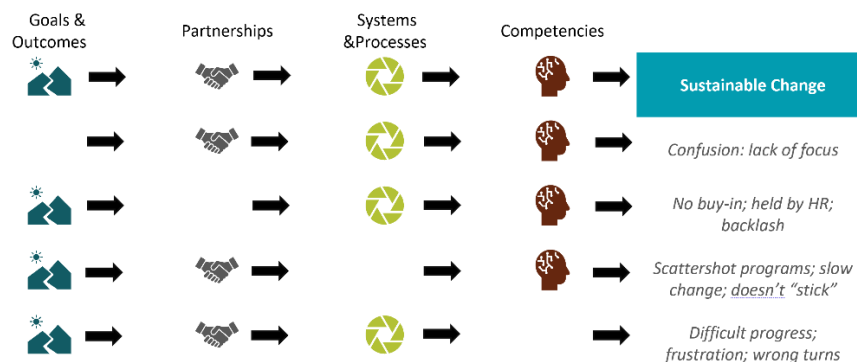 Goals &
Outcomes
Partnerships
Systems
&Processes
Competencies
Sustainable Change
Confusion: lack of focus
No buy-in; held by HR;
backlash
Scattershot programs; slow
change; doesn’t “stick”
Difficult progress;
frustration; wrong turns